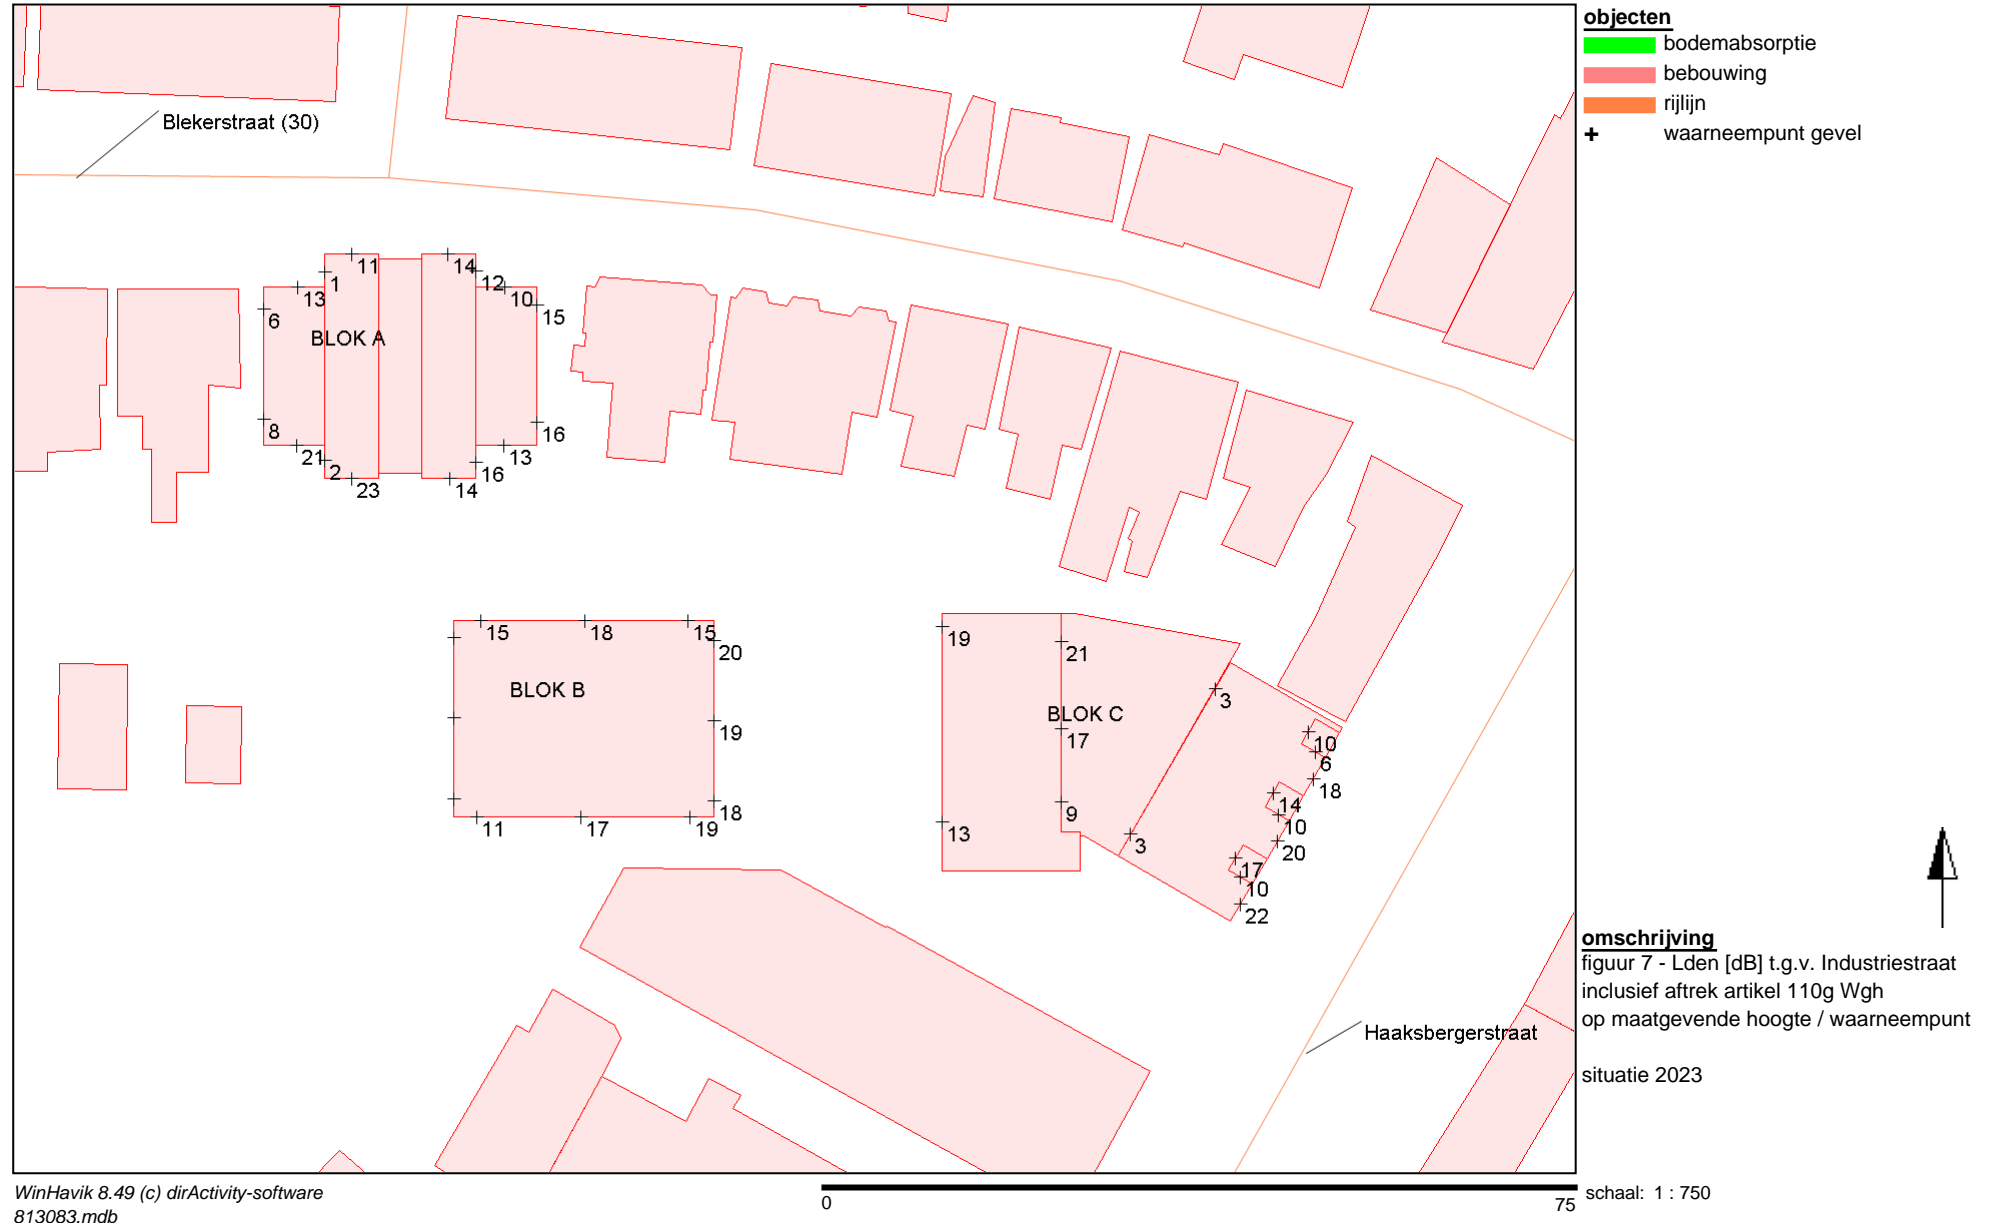 objecten
bodemabsorptie
bebouwing
rijlijn
+ waarneempunt gevel
Blekerstraat (30)
11
14
1
12
13
10
6
15
BLOK A
8
16
21
13
2
16
23
14
15
18
15
20
BLOK B
19
18
11
17
19
19
21
3
BLOK C
17
10
6
18
14
9
13
10
3
20
17
10
22
Haaksbergerstraat
omschrijving
figuur 7 - Lden [dB] t.g.v. Industriestraat
inclusief aftrek artikel 110g Wgh
op maatgevende hoogte / waarneempunt
situatie 2023
WinHavik 8.49 (c) dirActivity-software
813083.mdb
0
75
schaal: 1 : 750